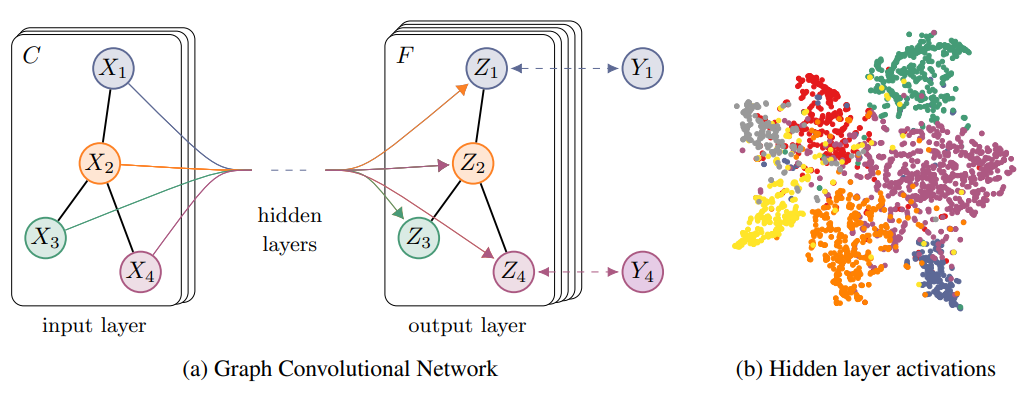 C
X1
X2
X3
X4
input layer
hidden
layers
F
Z1
Z2
Z3
Z4
output layer
Y1
Y4
(a) Graph Convolutional Network
(b) Hidden layer activations